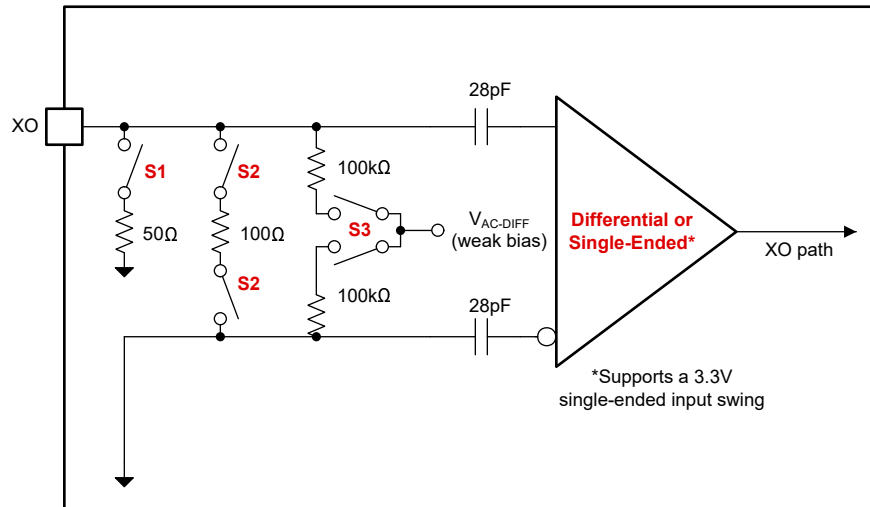 28pF
XO
S1
S2
100kΩ
50Ω
100Ω
S3
V_AC-DIFF
(weak bias)
Differential or
Single-Ended*
XO path
S2
100kΩ
28pF
*Supports a 3.3V
single-ended input swing